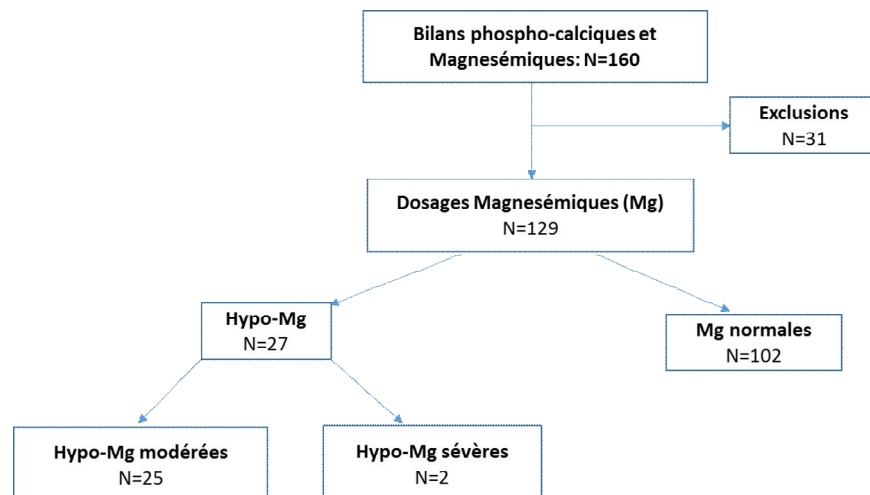 Bilans phospho-calciques et
Magnesémiques: N=160
Exclusions
N=31
Dosages Magnesémiques (Mg)
N=129
Hypo-Mg
N=27
Mg normales
N=102
Hypo-Mg modérées
N=25
Hypo-Mg sévères
N=2